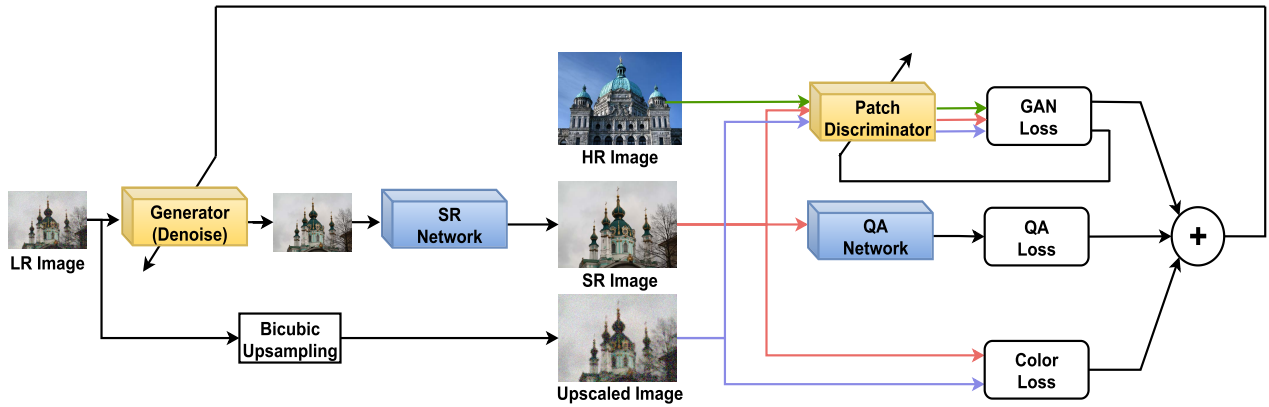 HR Image
Patch
Discriminator
GAN
Loss
LR Image
Generator
(Denoise)
SR
Network
SR Image
QA
Network
QA
Loss
+
Bicubic
Upsampling
Upscaled Image
Color
Loss